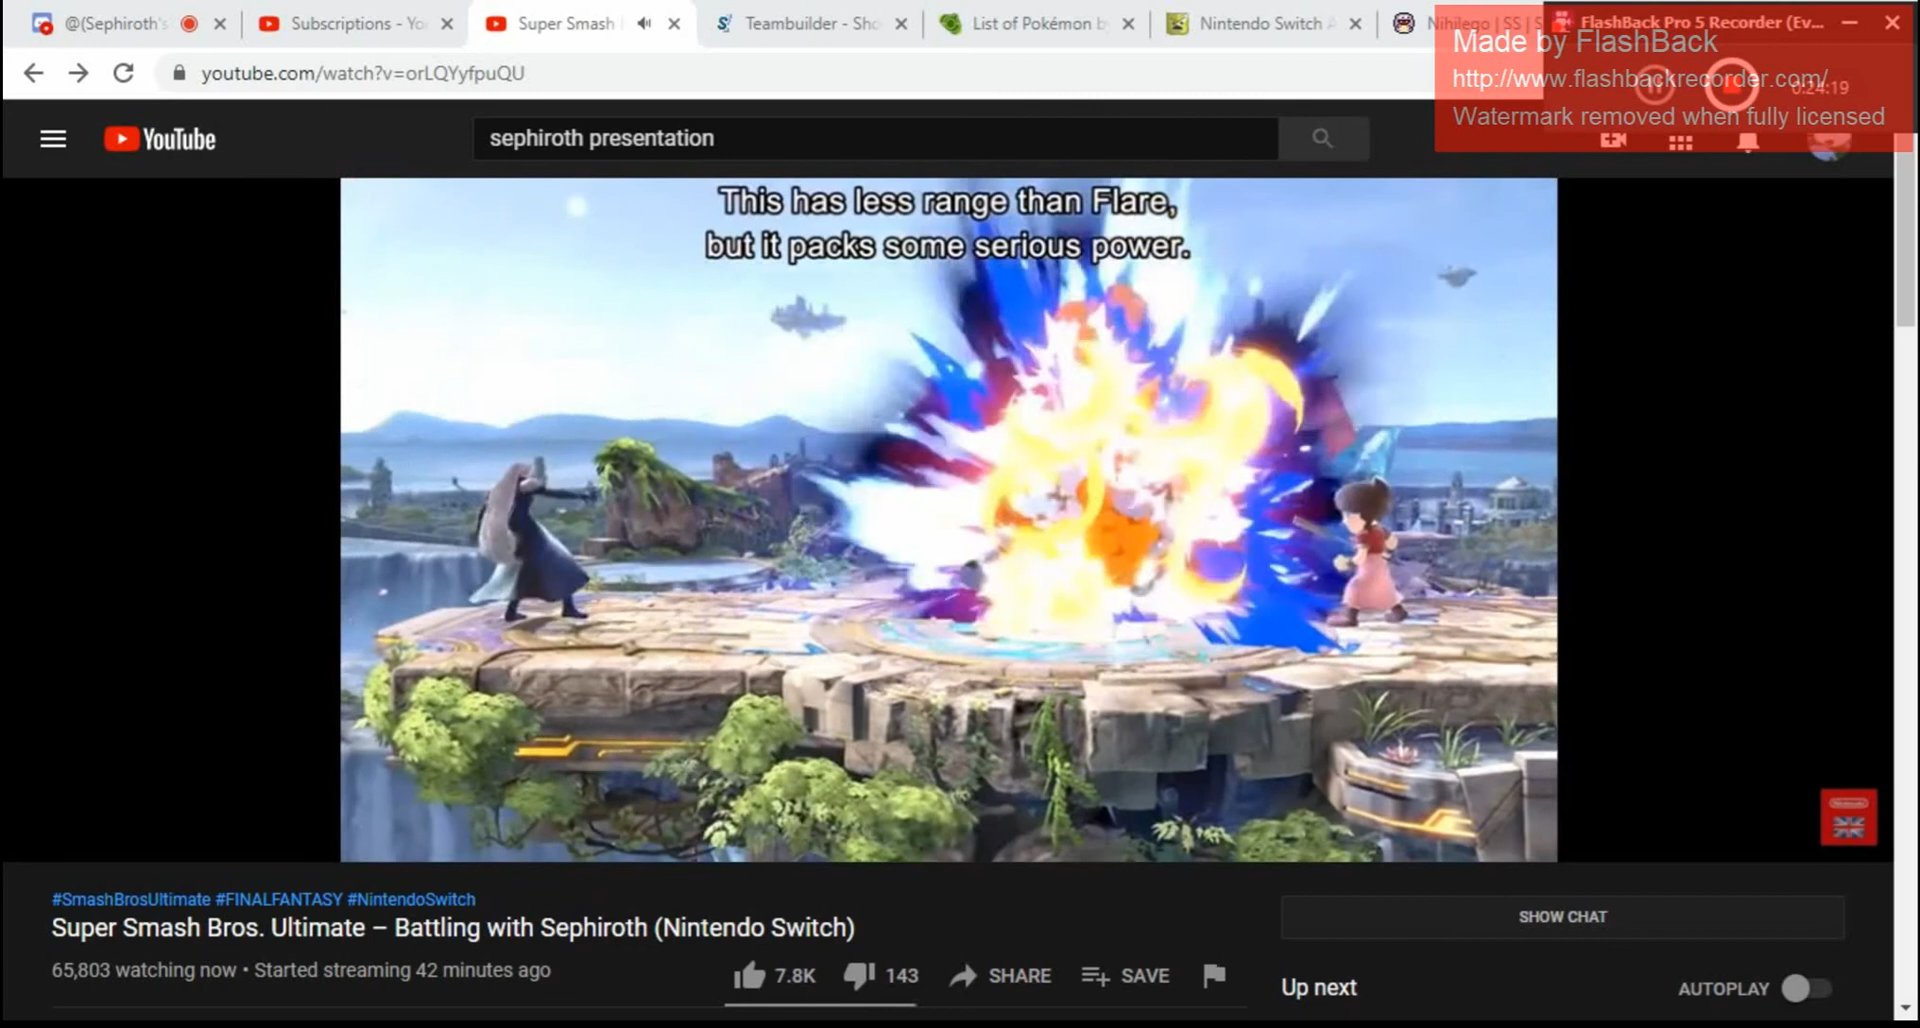 @(Sephiroth's
Subscriptions - Yo
Super Smash
Teambuilder - Sho
List of Pokémon b
Nintendo Switch
Nihilego | SS | S
FlashBack Pro 5 Recorder (Ev...
Made by FlashBack
youtube.com/watch?v=orLQYyfpuQU
http://www.flashbackrecorder.com/
0:24:19
Watermark removed when fully licensed
YouTube
sephiroth presentation
This has less range than Flare,
but it packs some serious power.
Nintendo
#SmashBrosUltimate #FINALFANTASY #NintendoSwitch
Super Smash Bros. Ultimate – Battling with Sephiroth (Nintendo Switch)
SHOW CHAT
65,803 watching now • Started streaming 42 minutes ago
7.8K
143
SHARE
SAVE
Up next
AUTOPLAY